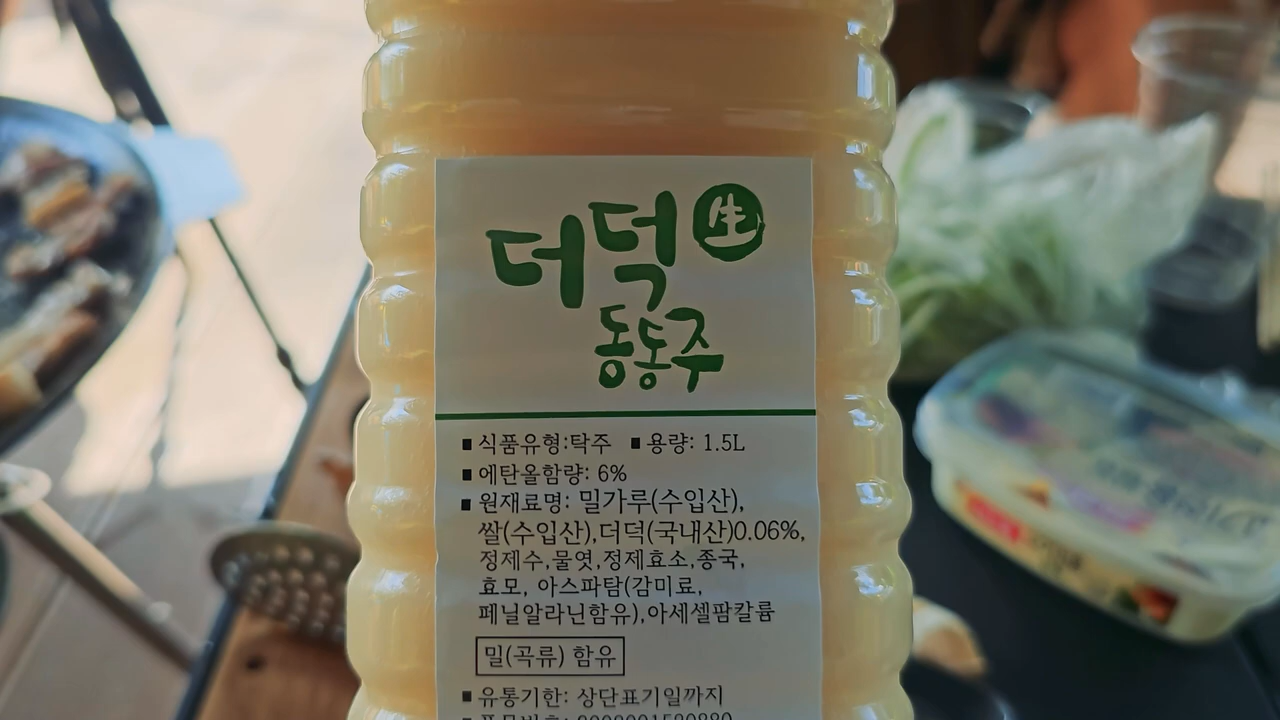 더덕 生
동동주
■ 식품유형:탁주 ■ 용량: 1.5L
■ 에탄올함량: 6%
■ 원재료명: 밀가루(수입산),
쌀(수입산),더덕(국내산)0.06%,
정제수,물엿,정제효소,종국,
효모, 아스파탐(감미료,
페닐알라닌함유),아세셀팜칼륨
밀(곡류) 함유
■ 유통기한: 상단표기일까지